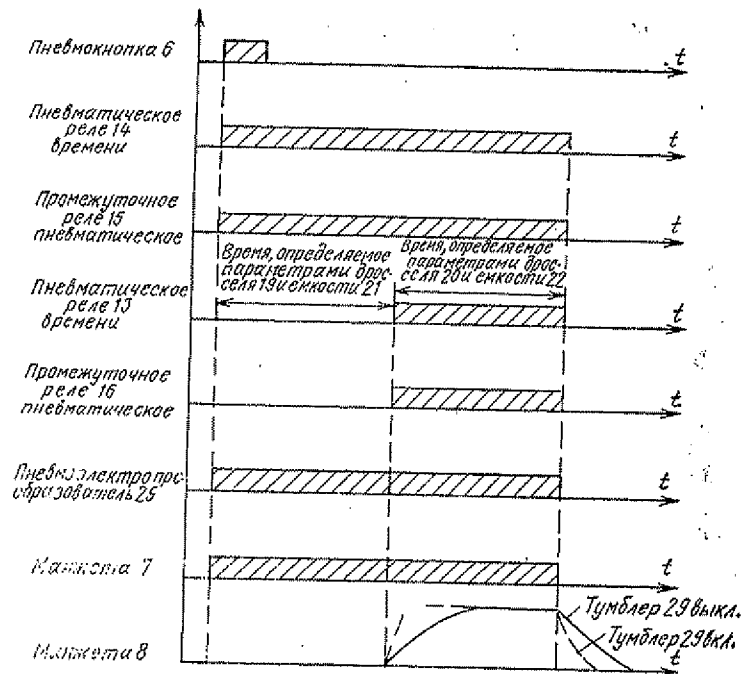 Пневмокнопка 6
t
Пневматическое
реле 14
времени
t
Промежуточное
реле 15
пневматическое
t
Время, определяемое
параметрами дрос-
селя 19 и емкости 21
Время, определяемое
параметрами дрос-
селя 20 и емкости 22
Пневматическое
реле 13
времени
t
Промежуточное
реле 16
пневматическое
t
Пневмоэлектропре-
образователь 25
t
Манжета 7
t
Тумблер 29 выкл.
Тумблер 29 вкл.
Манжета 8
t